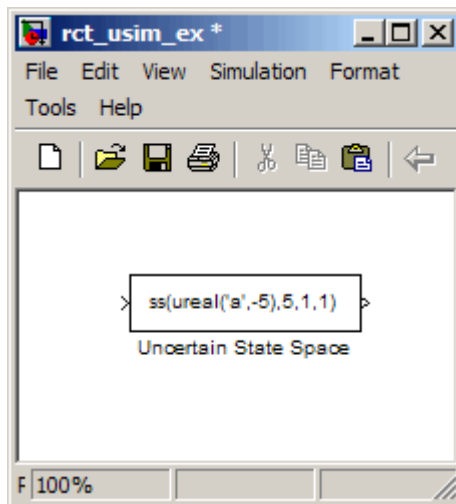 rct_usim_ex *
File Edit View Simulation Format
Tools Help
ss(ureal('a',-5),5,1,1)
Uncertain State Space
F 100%